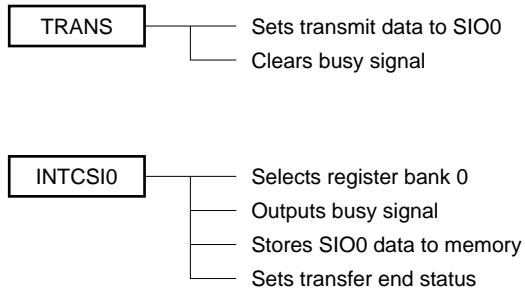 TRANS
Sets transmit data to SIO0
Clears busy signal
INTCSI0
Selects register bank 0
Outputs busy signal
Stores SIO0 data to memory
Sets transfer end status